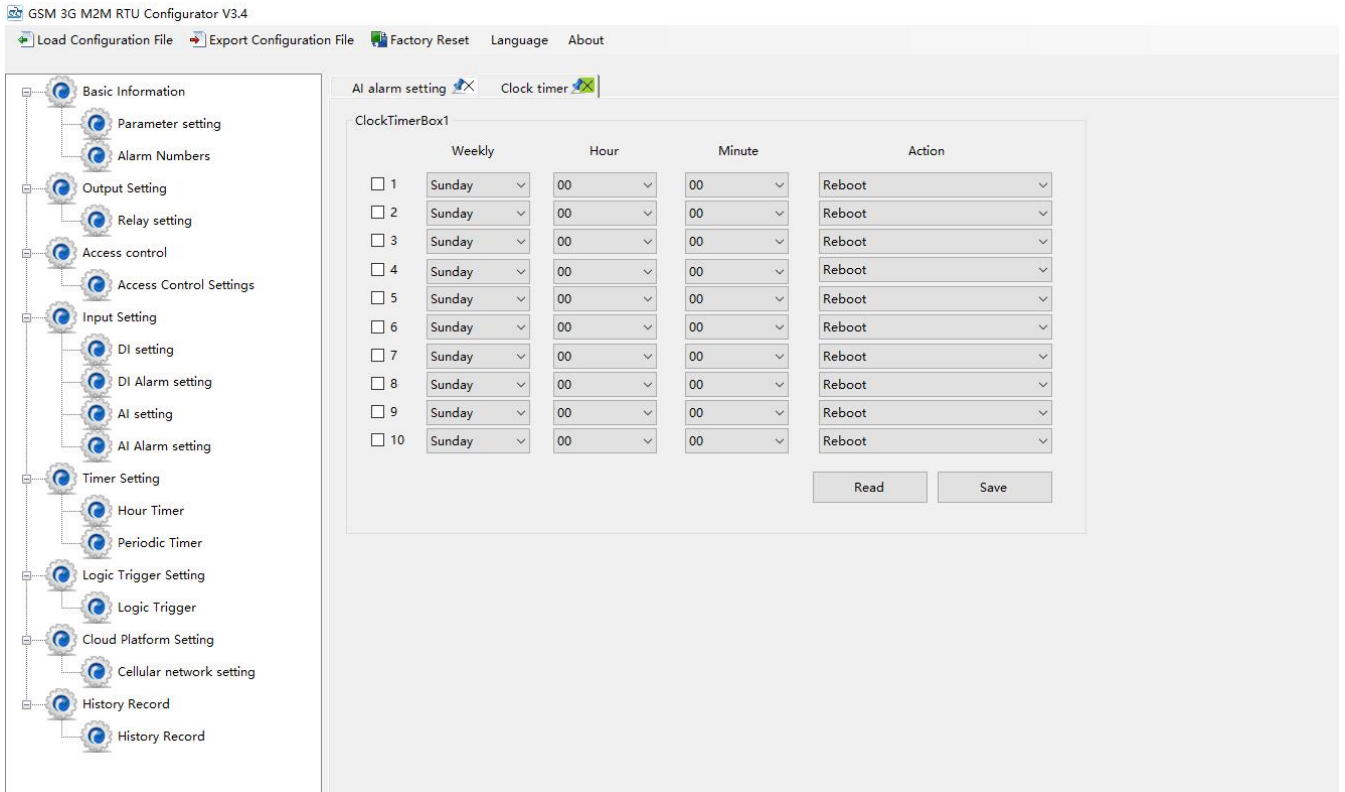 GSM 3G M2M RTU Configurator V3.4
Load Configuration File Export Configuration File Factory Reset Language About
Basic Information
Parameter setting
Alarm Numbers
Output Setting
Relay setting
Access control
Access Control Settings
Input Setting
DI setting
DI Alarm setting
AI setting
AI Alarm setting
Timer Setting
Hour Timer
Periodic Timer
Logic Trigger Setting
Logic Trigger
Cloud Platform Setting
Cellular network setting
History Record
History Record
AI alarm setting Clock timer
ClockTimerBox1
Weekly Hour Minute Action
1 Sunday 00 00 Reboot
2 Sunday 00 00 Reboot
3 Sunday 00 00 Reboot
4 Sunday 00 00 Reboot
5 Sunday 00 00 Reboot
6 Sunday 00 00 Reboot
7 Sunday 00 00 Reboot
8 Sunday 00 00 Reboot
9 Sunday 00 00 Reboot
10 Sunday 00 00 Reboot
Read Save